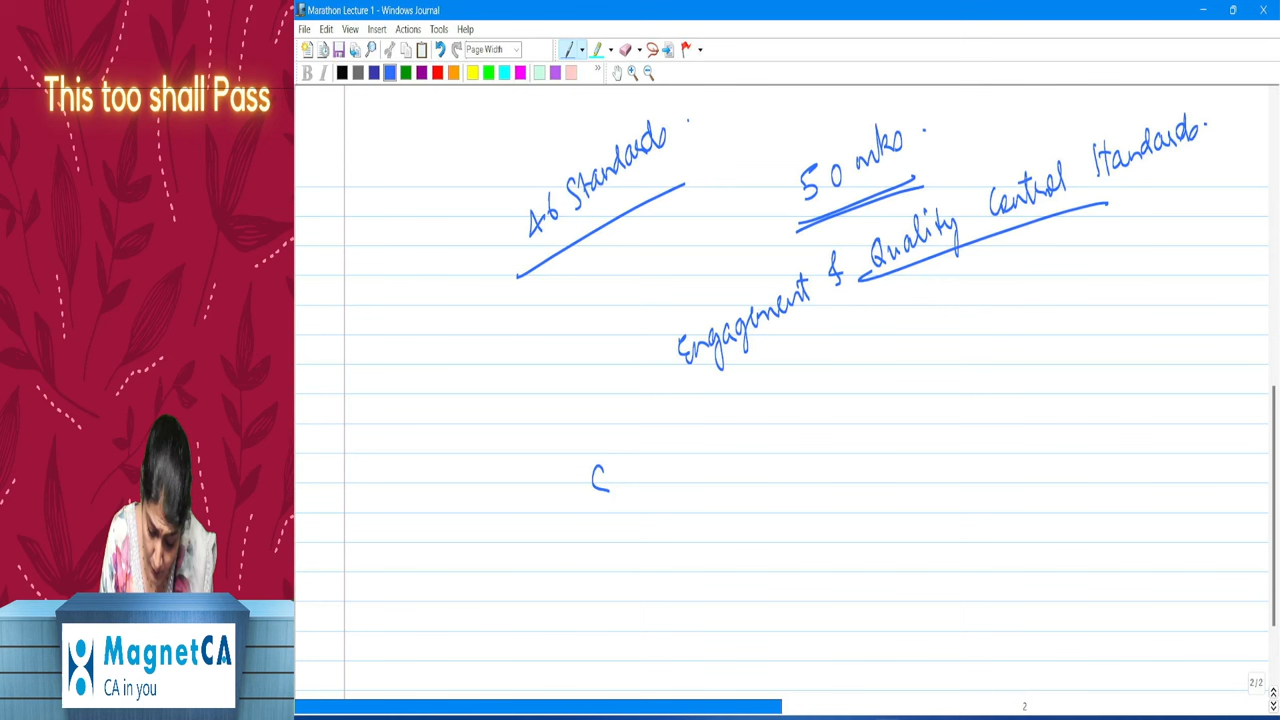 Marathon Lecture 1 - Windows Journal
File Edit View Insert Actions Tools Help
Page Width
B I
This too shall Pass
46 Standards.
50 mks.
Engagement & Quality Control Standards.
C
MagnetCA
CA in you
2/2
2